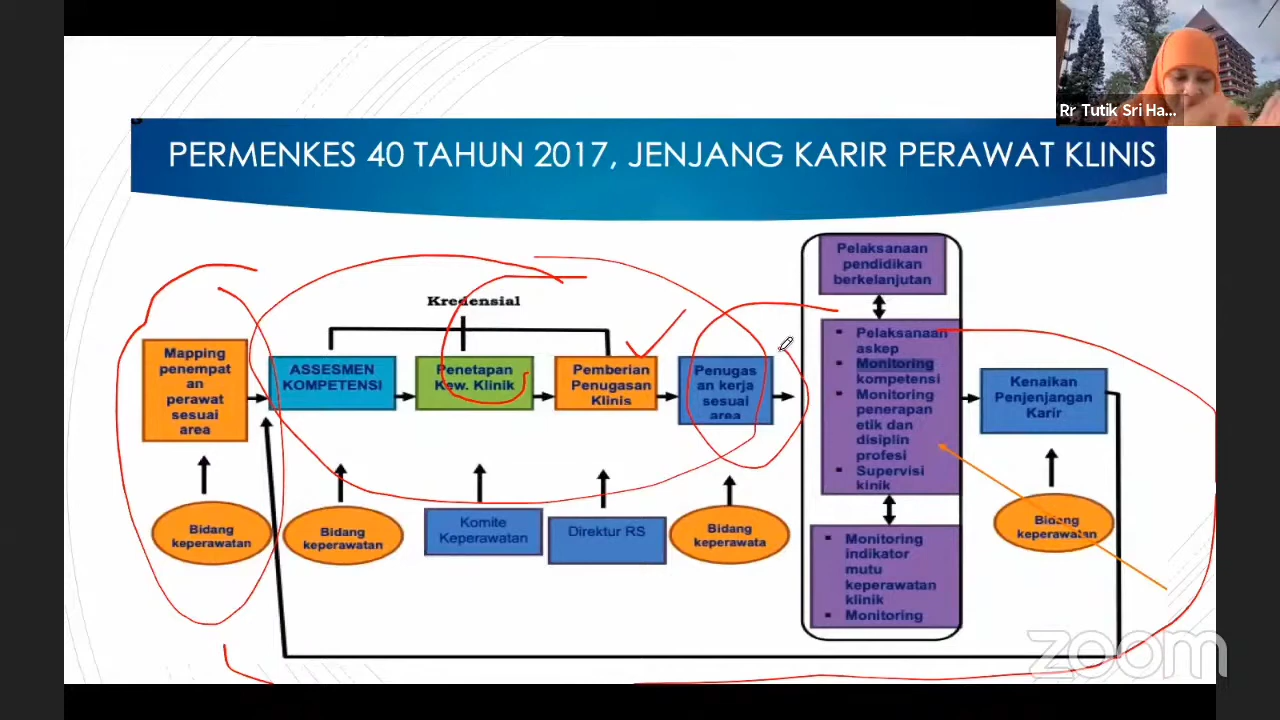 Rr Tutik Sri Ha...
PERMENKES 40 TAHUN 2017, JENJANG KARIR PERAWAT KLINIS
Kredensial
Mapping
penempat
an
perawat
sesuai
area
ASSESMEN
KOMPETENSI
Penetapan
Kew. Klinik
Pemberian
Penugasan
Klinis
Penugas
an kerja
sesuai
area
Pelaksanaan
pendidikan
berkelanjutan
▪ Pelaksanaan
askep
▪ Monitoring
kompetensi
▪ Monitoring
penerapan
etik dan
disiplin
profesi
▪ Supervisi
kinik
▪ Monitoring
indikator
mutu
keperawatan
klinik
▪ Monitoring
Kenaikan
Penjenjangan
Karir
Bidang
keperawatan
Bidang
keperawatan
Komite
Keperawatan
Direktur RS
Bidang
keperawata
Bidang
keperawatan
zoom